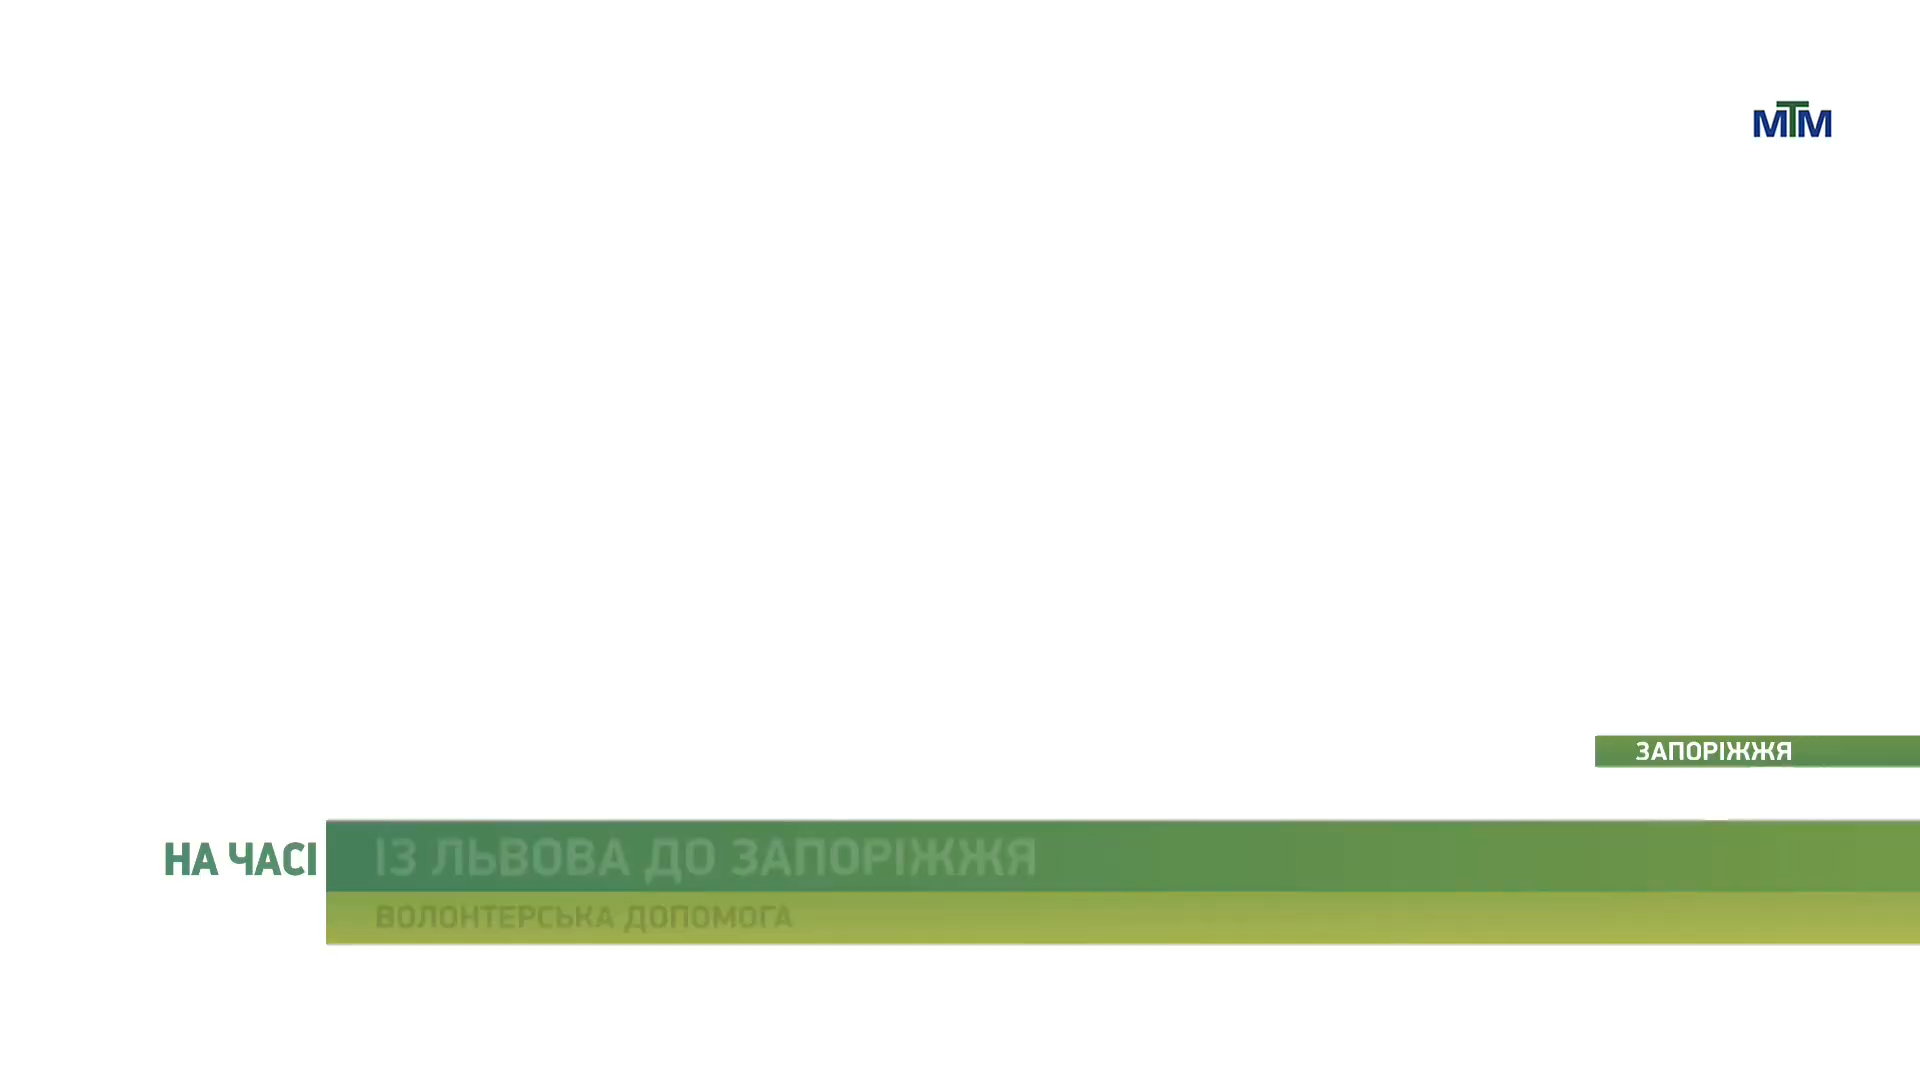 МТМ
ЗАПОРІЖЖЯ
НА ЧАСІ
ІЗ ЛЬВОВА ДО ЗАПОРІЖЖЯ
ВОЛОНТЕРСЬКА ДОПОМОГА